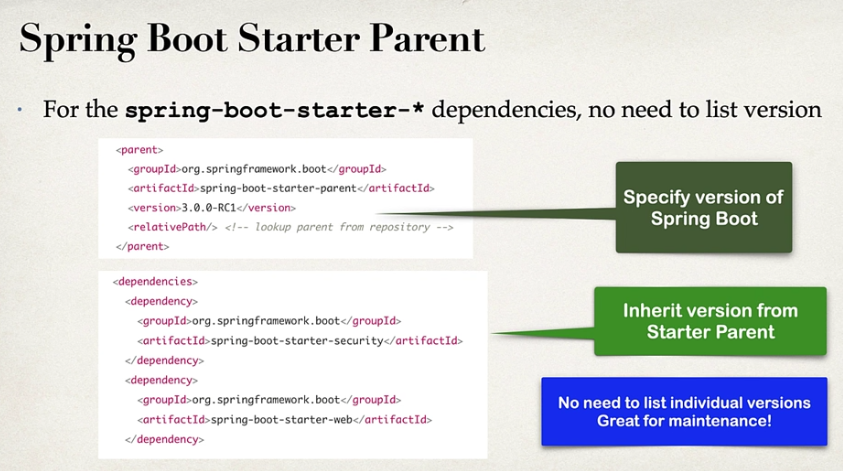 Spring Boot Starter Parent
• For the spring-boot-starter-* dependencies, no need to list version
<parent>
<groupId>org.springframework.boot</groupId>
<artifactId>spring-boot-starter-parent</artifactId>
<version>3.0.0-RC1</version>
<relativePath/> <!-- lookup parent from repository -->
</parent>
Specify version of
Spring Boot
<dependencies>
<dependency>
<groupId>org.springframework.boot</groupId>
<artifactId>spring-boot-starter-security</artifactId>
</dependency>
<dependency>
<groupId>org.springframework.boot</groupId>
<artifactId>spring-boot-starter-web</artifactId>
</dependency>
Inherit version from
Starter Parent
No need to list individual versions
Great for maintenance!